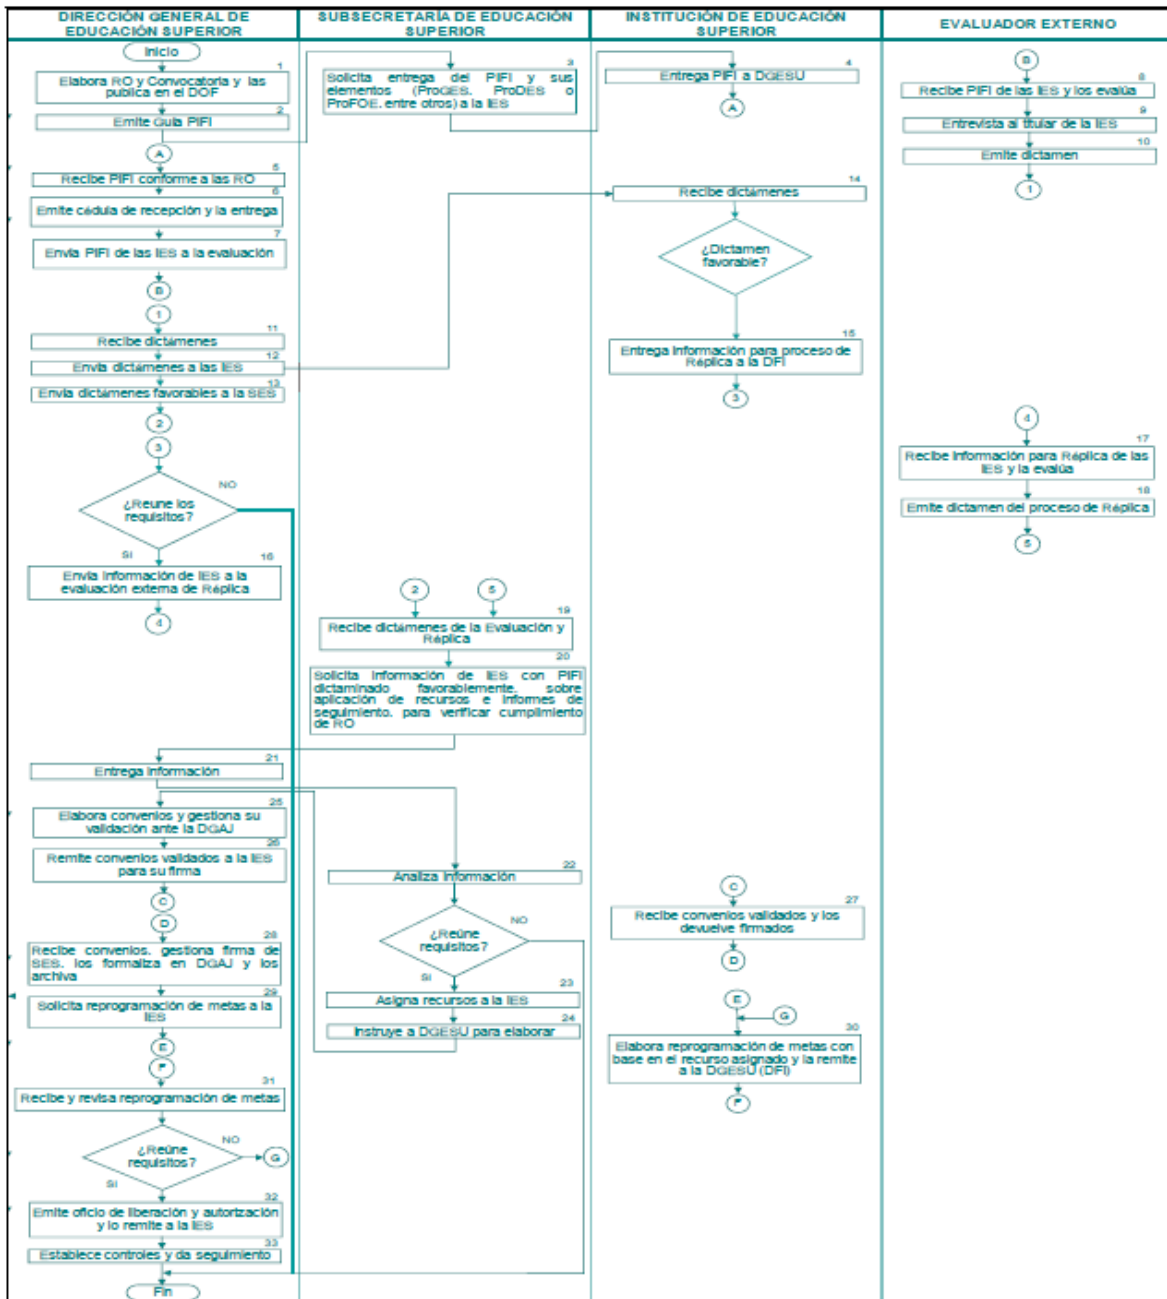 DIRECCIÓN GENERAL DE
EDUCACIÓN SUPERIOR
Inicio
1
Elabora RO y Convocatoria y las
publica en el DOF
2
Emite Guía PIFI
A
5
Recibe PIFI conforme a las RO
6
Emite cédula de recepción y la entrega
7
Envía PIFI de las IES a la evaluación
B
1
11
Recibe dictámenes
12
Envía dictámenes a las IES
13
Envía dictámenes favorables a la SES
2
3
¿Reune los
requisitos?
NO
SI
16
Envía información de IES a la
evaluación externa de Réplica
4
21
Entrega información
25
Elabora convenios y gestiona su
validación ante la DGAJ
26
Remite convenios validados a la IES
para su firma
C
D
28
Recibe convenios, gestiona firma de
SES, los formaliza en DGAJ y los
archiva
29
Solicita reprogramación de metas a la
IES
E
F
31
Recibe y revisa reprogramación de metas
¿Reúne
requisitos?
NO
G
SI
32
Emite oficio de liberación y autorización
y lo remite a la IES
33
Establece controles y da seguimiento
Fin
SUBSECRETARÍA DE EDUCACIÓN
SUPERIOR
3
Solicita entrega del PIFI y sus
elementos (ProGES, ProDES o
ProFOE, entre otros) a la IES
2
5
19
Recibe dictámenes de la Evaluación y
Réplica
20
Solicita información de IES con PIFI
dictaminado favorablemente, sobre
aplicación de recursos e informes de
seguimiento, para verificar cumplimiento
de RO
22
Analiza información
¿Reúne
requisitos?
NO
SI
23
Asigna recursos a la IES
24
Instruye a DGESU para elaborar
INSTITUCIÓN DE EDUCACIÓN
SUPERIOR
4
Entrega PIFI a DGESU
A
14
Recibe dictámenes
¿Dictamen
favorable?
15
Entrega información para proceso de
Réplica a la DFI
3
C
27
Recibe convenios validados y los
devuelve firmados
D
E
G
30
Elabora reprogramación de metas con
base en el recurso asignado y la remite
a la DGESU (DFI)
F
EVALUADOR EXTERNO
B
8
Recibe PIFI de las IES y los evalúa
9
Entrevista al titular de la IES
10
Emite dictamen
1
4
17
Recibe información para Réplica de las
IES y la evalúa
18
Emite dictamen del proceso de Réplica
5